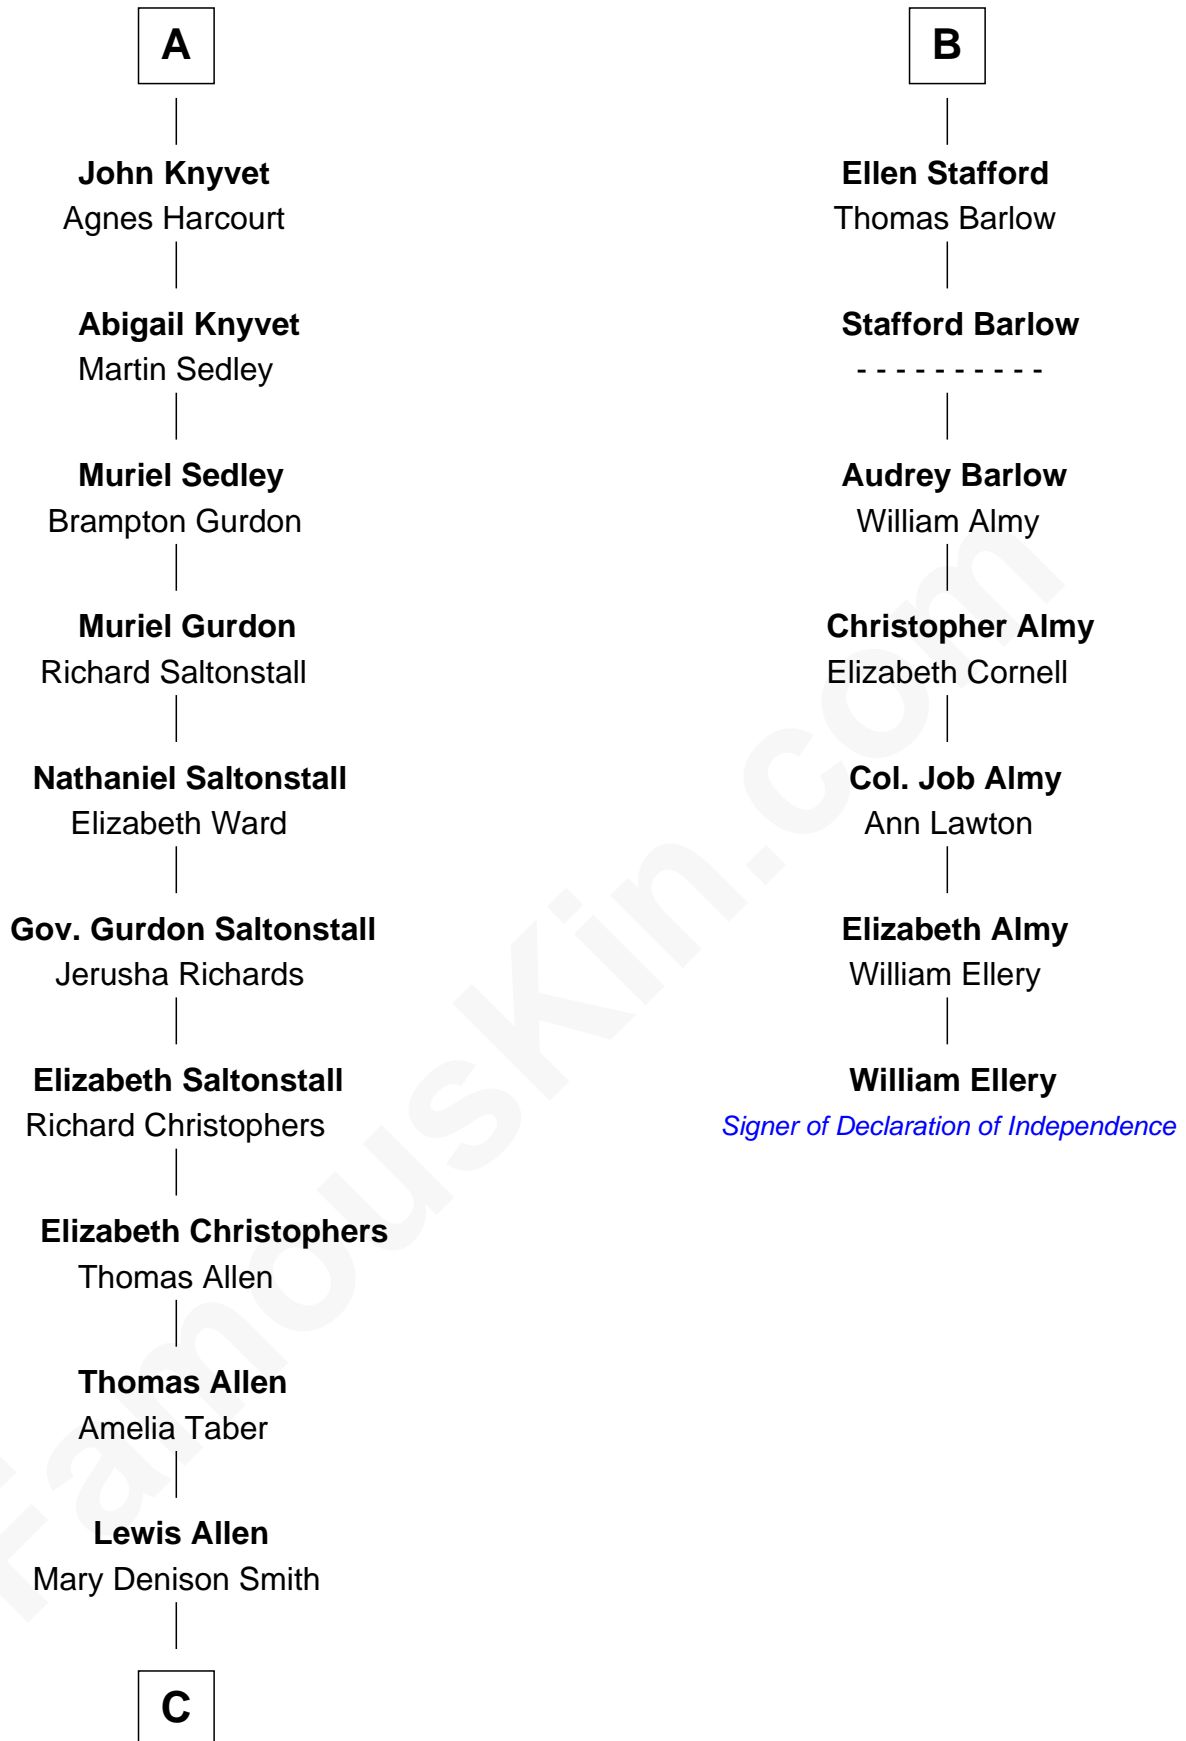 A
John Knyvet
Agnes Harcourt
Abigail Knyvet
Martin Sedley
Muriel Sedley
Brampton Gurdon
Muriel Gurdon
Richard Saltonstall
Nathaniel Saltonstall
Elizabeth Ward
Gov. Gurdon Saltonstall
Jerusha Richards
Elizabeth Saltonstall
Richard Christophers
Elizabeth Christophers
Thomas Allen
Thomas Allen
Amelia Taber
Lewis Allen
Mary Denison Smith
C
B
Ellen Stafford
Thomas Barlow
Stafford Barlow
- - - - - - - - - -
Audrey Barlow
William Almy
Christopher Almy
Elizabeth Cornell
Col. Job Almy
Ann Lawton
Elizabeth Almy
William Ellery
William Ellery
Signer of Declaration of Independence
FamousKin.com